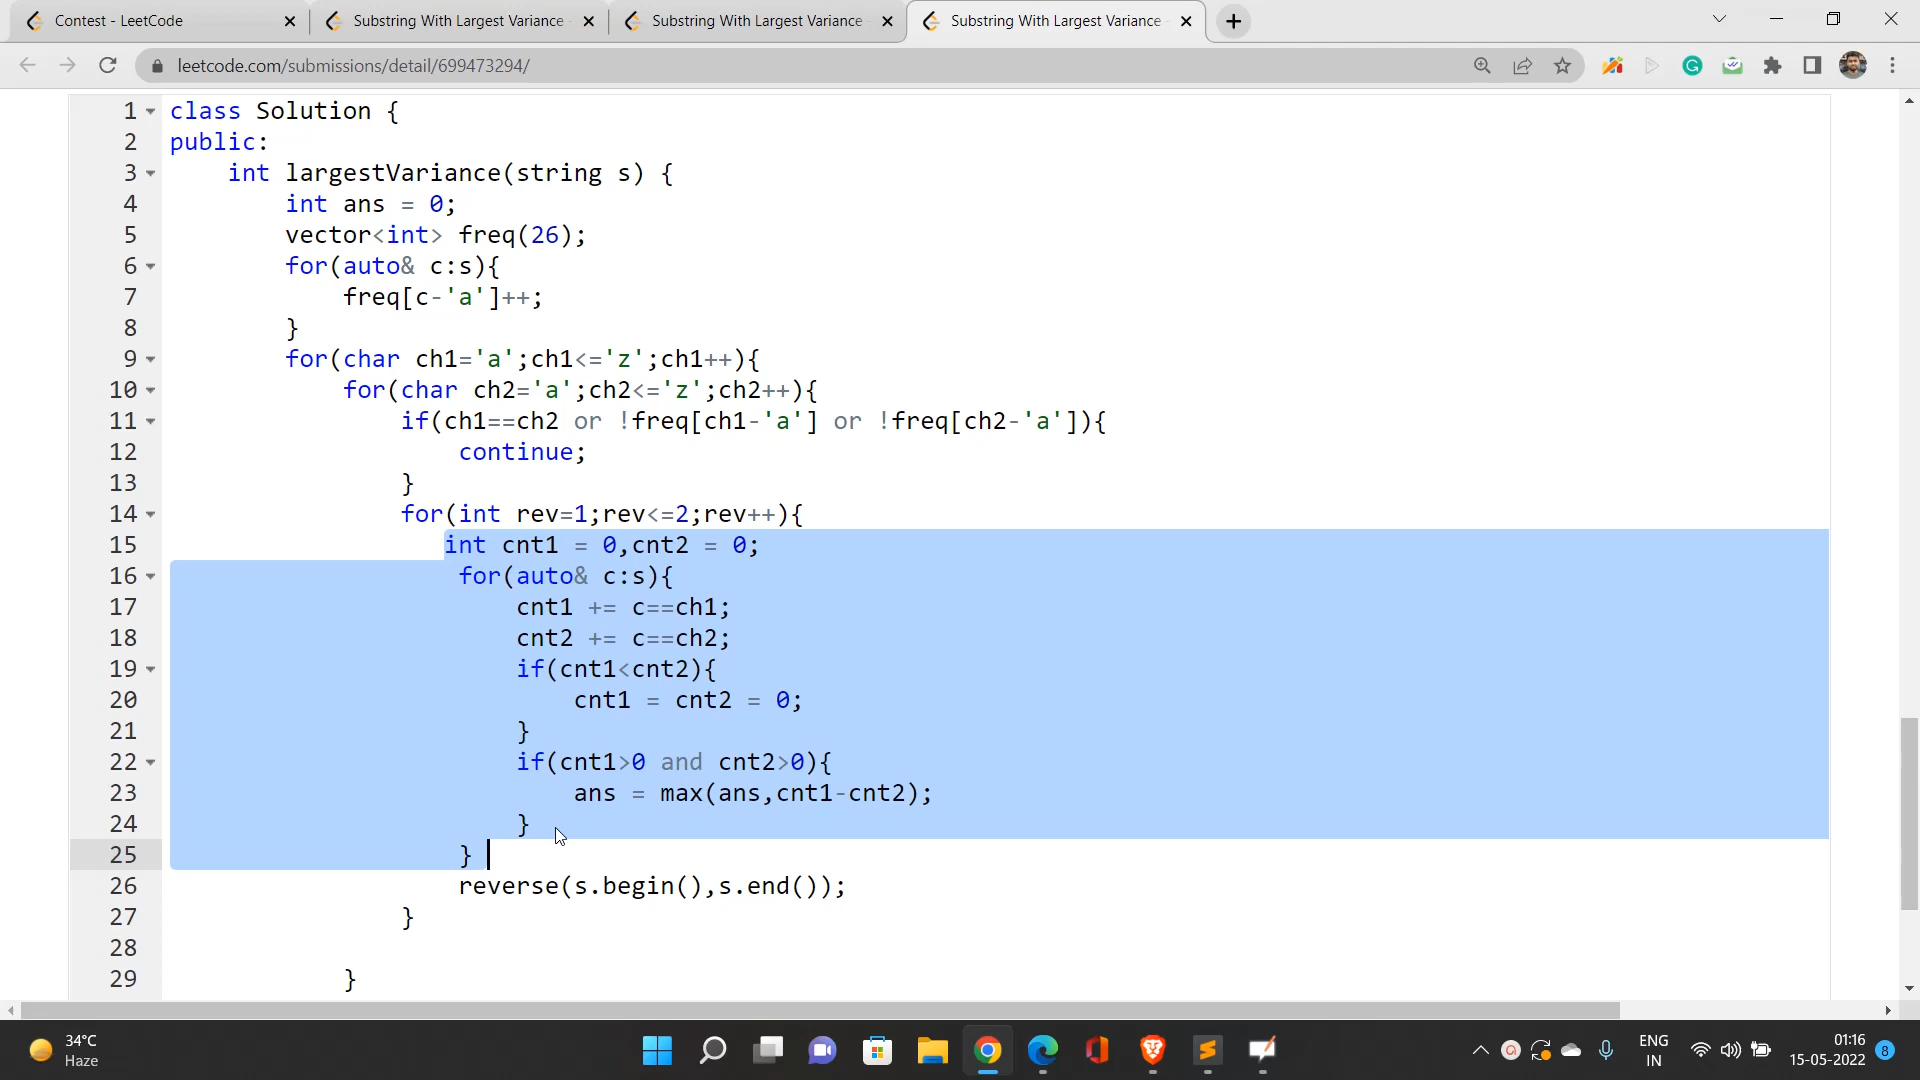 Contest - LeetCode
Substring With Largest Variance
Substring With Largest Variance
Substring With Largest Variance
leetcode.com/submissions/detail/699473294/
1 class Solution {
2 public:
3 int largestVariance(string s) {
4 int ans = 0;
5 vector<int> freq(26);
6 for(auto& c:s){
7 freq[c-'a']++;
8 }
9 for(char ch1='a';ch1<='z';ch1++){
10 for(char ch2='a';ch2<='z';ch2++){
11 if(ch1==ch2 or !freq[ch1-'a'] or !freq[ch2-'a']){
12 continue;
13 }
14 for(int rev=1;rev<=2;rev++){
15 int cnt1 = 0,cnt2 = 0;
16 for(auto& c:s){
17 cnt1 += c==ch1;
18 cnt2 += c==ch2;
19 if(cnt1<cnt2){
20 cnt1 = cnt2 = 0;
21 }
22 if(cnt1>0 and cnt2>0){
23 ans = max(ans,cnt1-cnt2);
24 }
25 }
26 reverse(s.begin(),s.end());
27 }
28
29 }
34°C
Haze
ENG
IN
01:16
15-05-2022
8